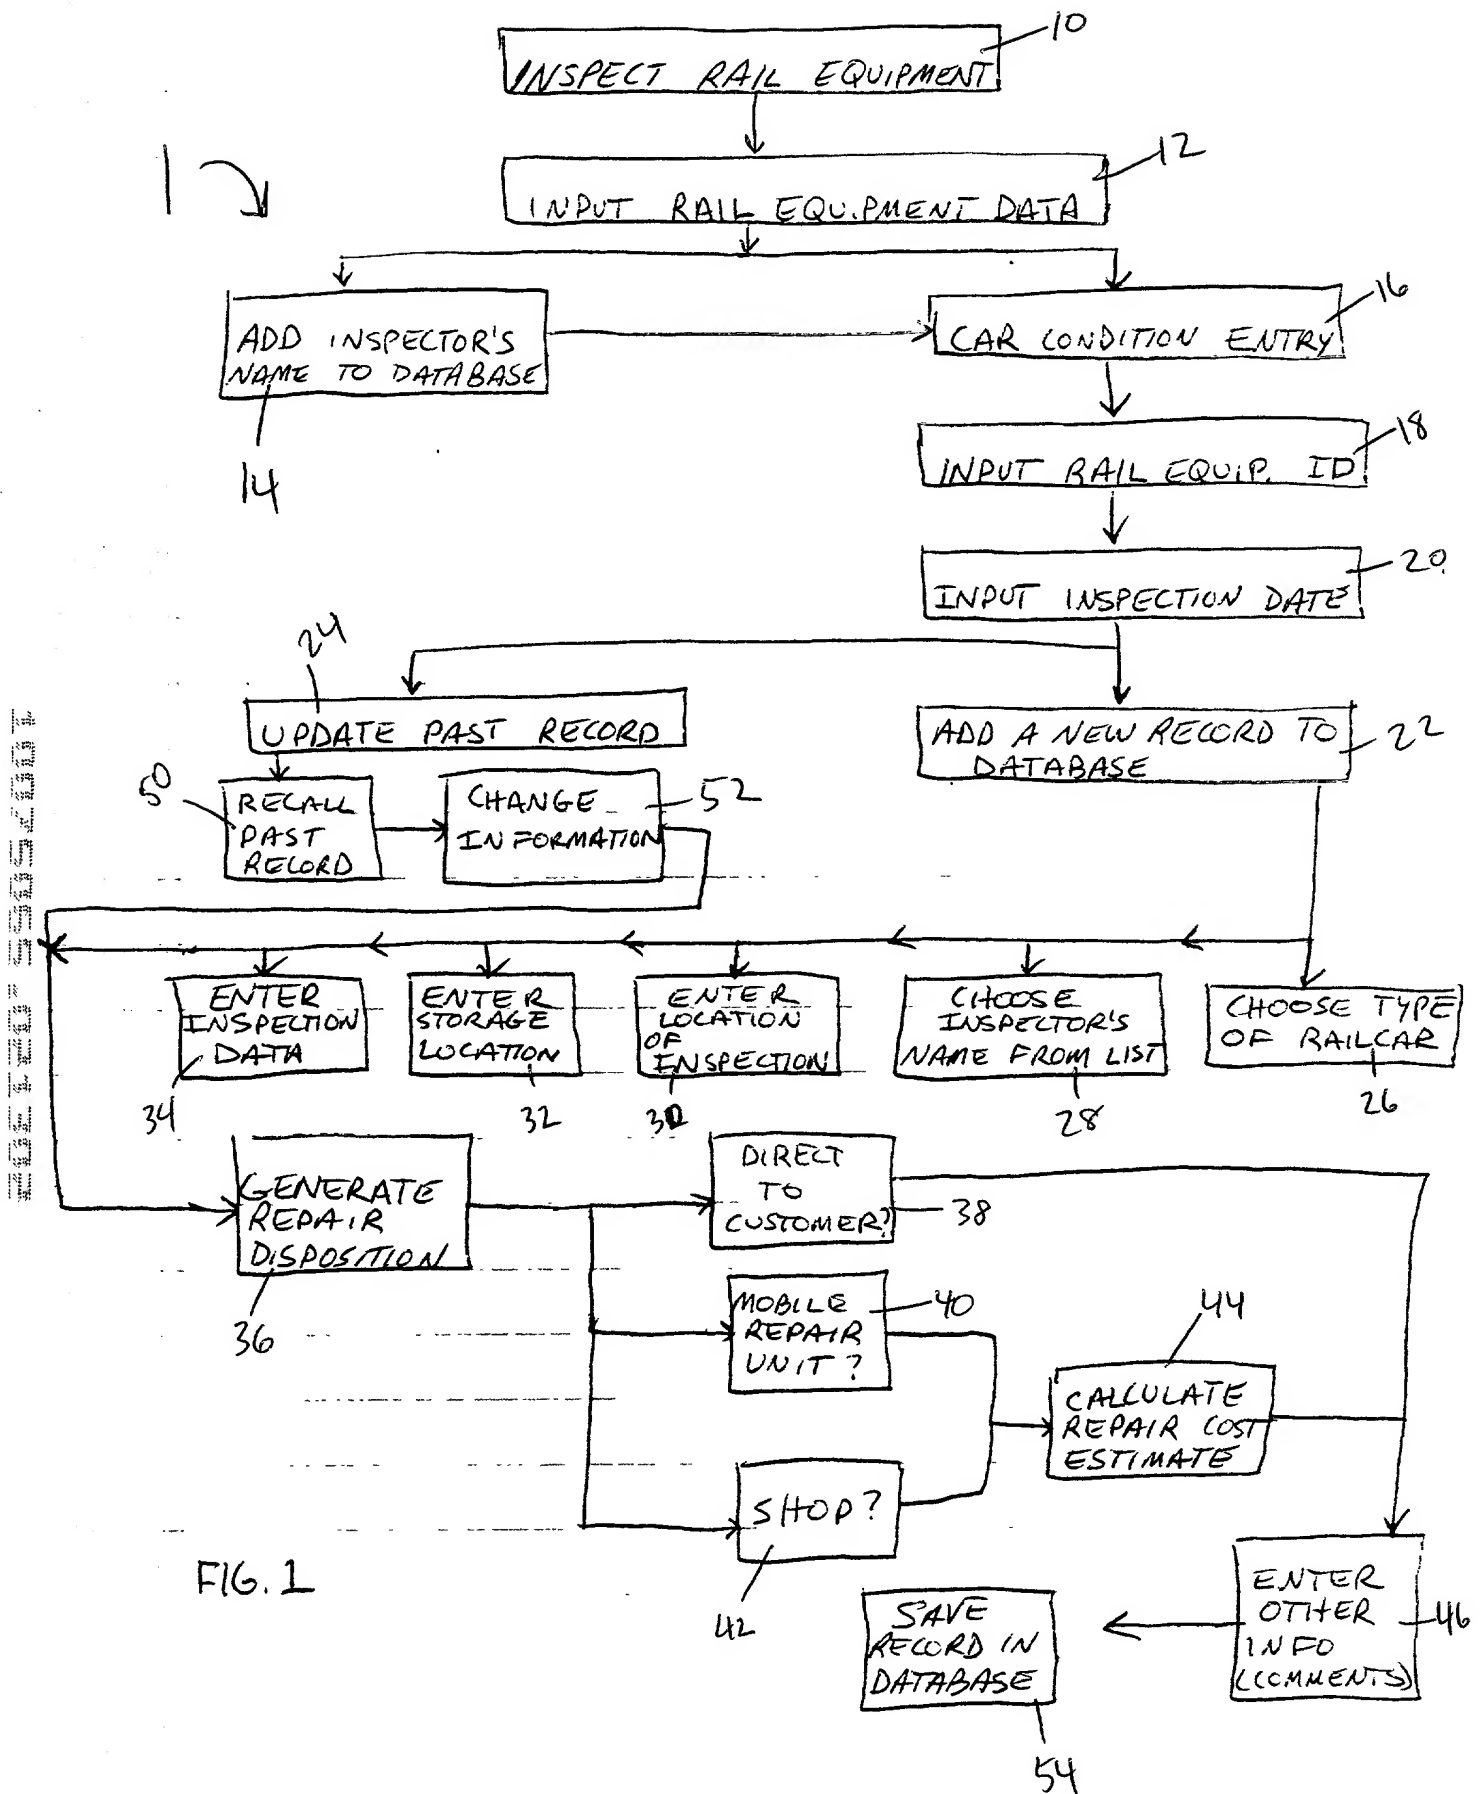 10
INSPECT RAIL EQUIPMENT
1
12
INPUT RAIL EQUIPMENT DATA
16
ADD INSPECTOR'S
NAME TO DATABASE
14
CAR CONDITION ENTRY
18
INPUT RAIL EQUIP. ID
20
INPUT INSPECTION DATE
24
UPDATE PAST RECORD
ADD A NEW RECORD TO
DATABASE
22
50
RECALL
PAST
RECORD
CHANGE
INFORMATION
52
ENTER
INSPECTION
DATA
34
ENTER
STORAGE
LOCATION
32
ENTER
LOCATION
OF
INSPECTION
30
CHOOSE
INSPECTOR'S
NAME FROM LIST
28
CHOOSE TYPE
OF RAILCAR
26
GENERATE
REPAIR
DISPOSITION
36
DIRECT
TO
CUSTOMER?
38
MOBILE
REPAIR
UNIT?
40
44
CALCULATE
REPAIR COST
ESTIMATE
SHOP?
42
FIG. 1
ENTER
OTHER
INFO
(COMMENTS)
46
SAVE
RECORD IN
DATABASE
54